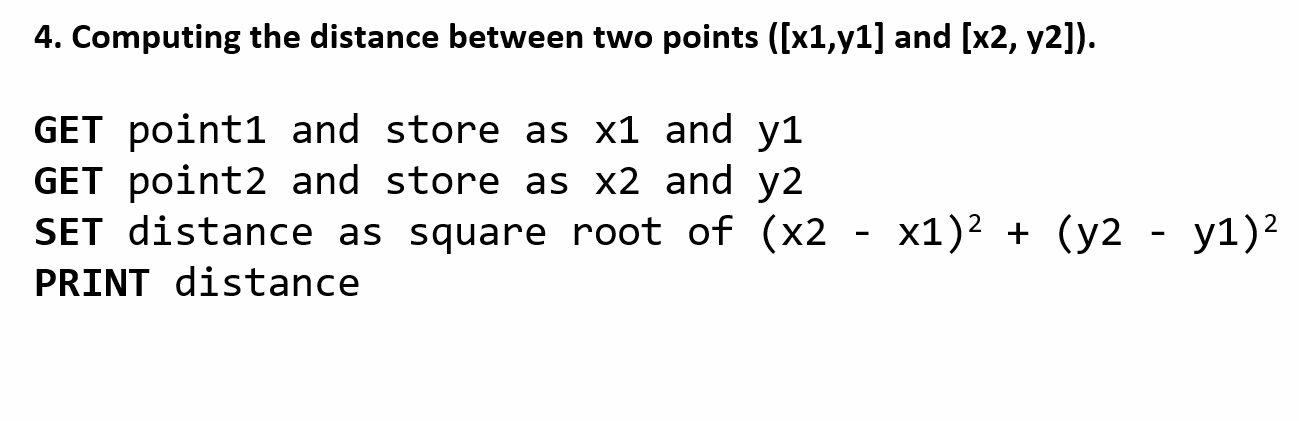 4. Computing the distance between two points ([x1,y1] and [x2, y2]).
GET point1 and store as x1 and y1
GET point2 and store as x2 and y2
SET distance as square root of (x2 - x1)² + (y2 - y1)²
PRINT distance